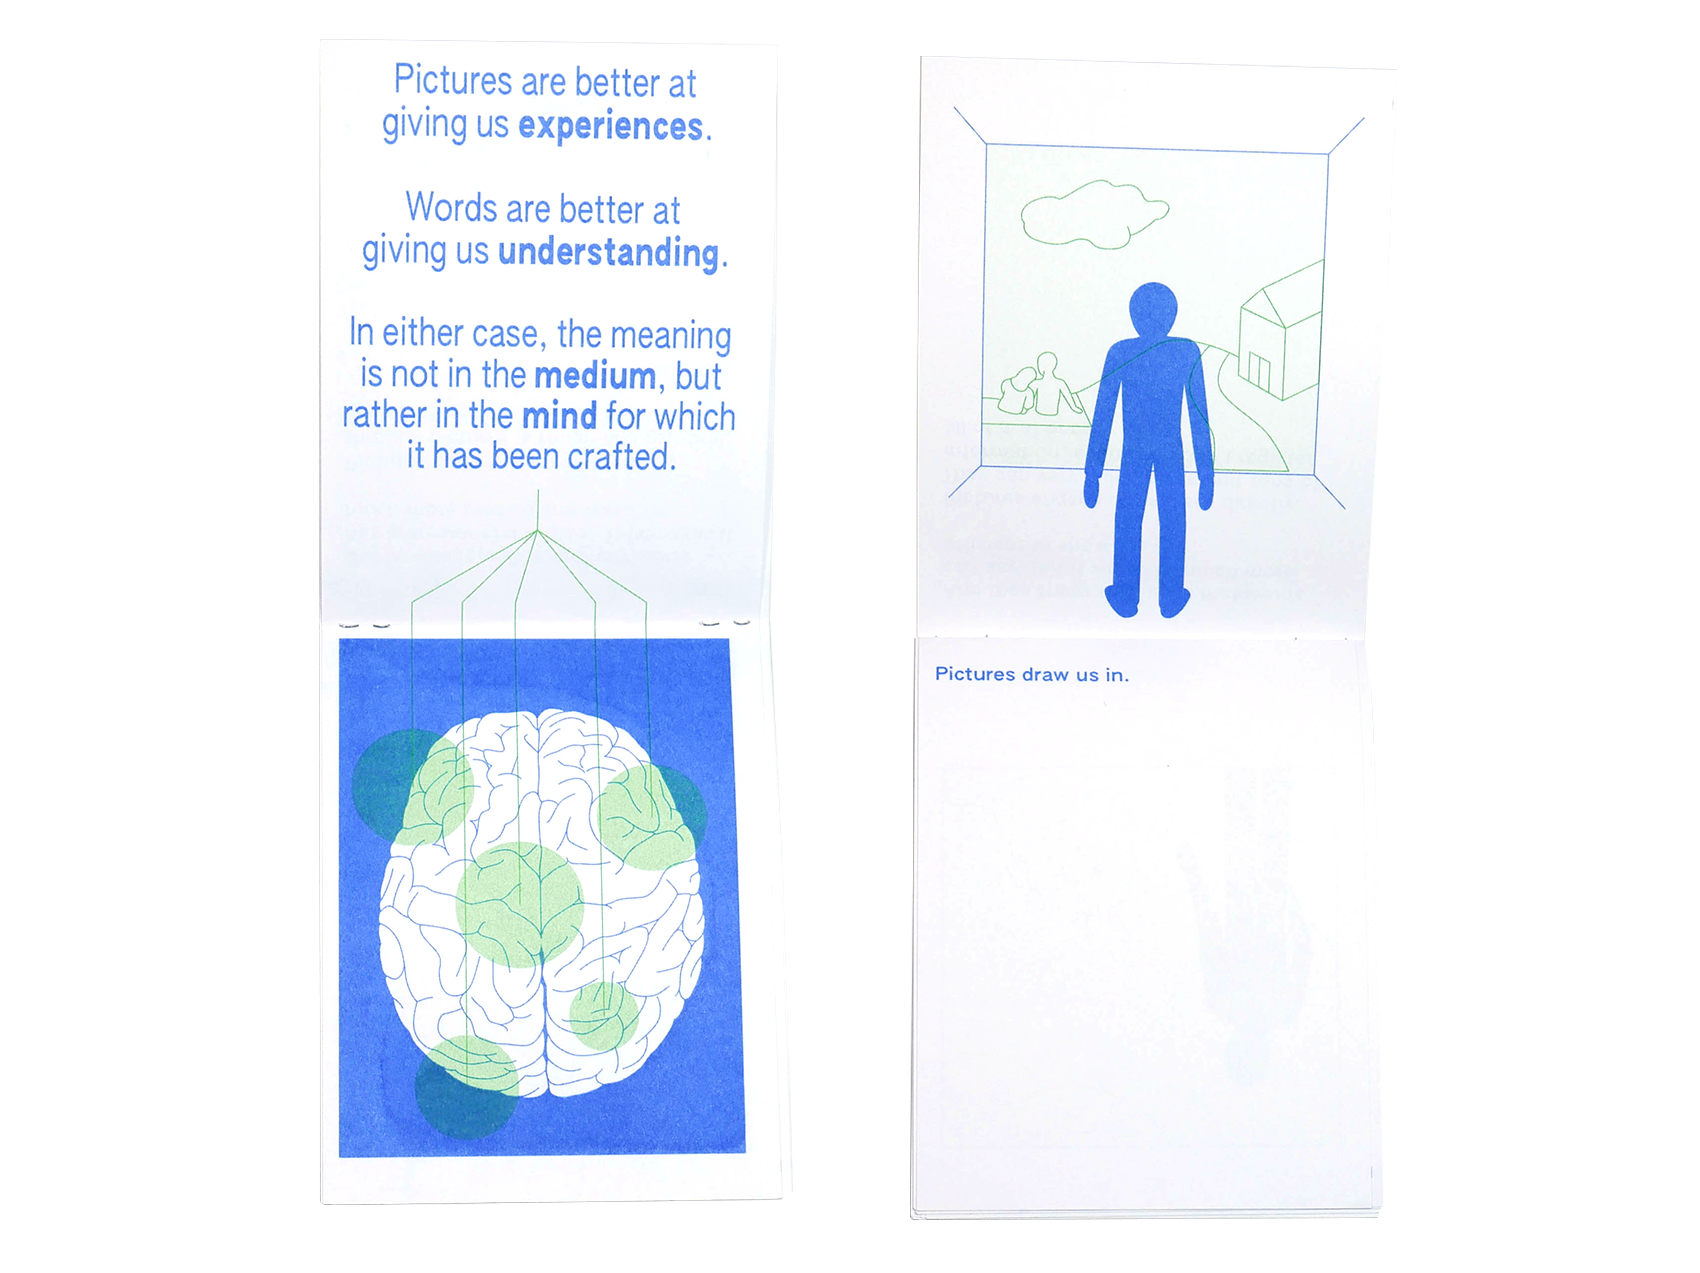 Pictures are better at
giving us experiences.
Words are better at
giving us understanding.
In either case, the meaning
is not in the medium, but
rather in the mind for which
it has been crafted.
Pictures draw us in.